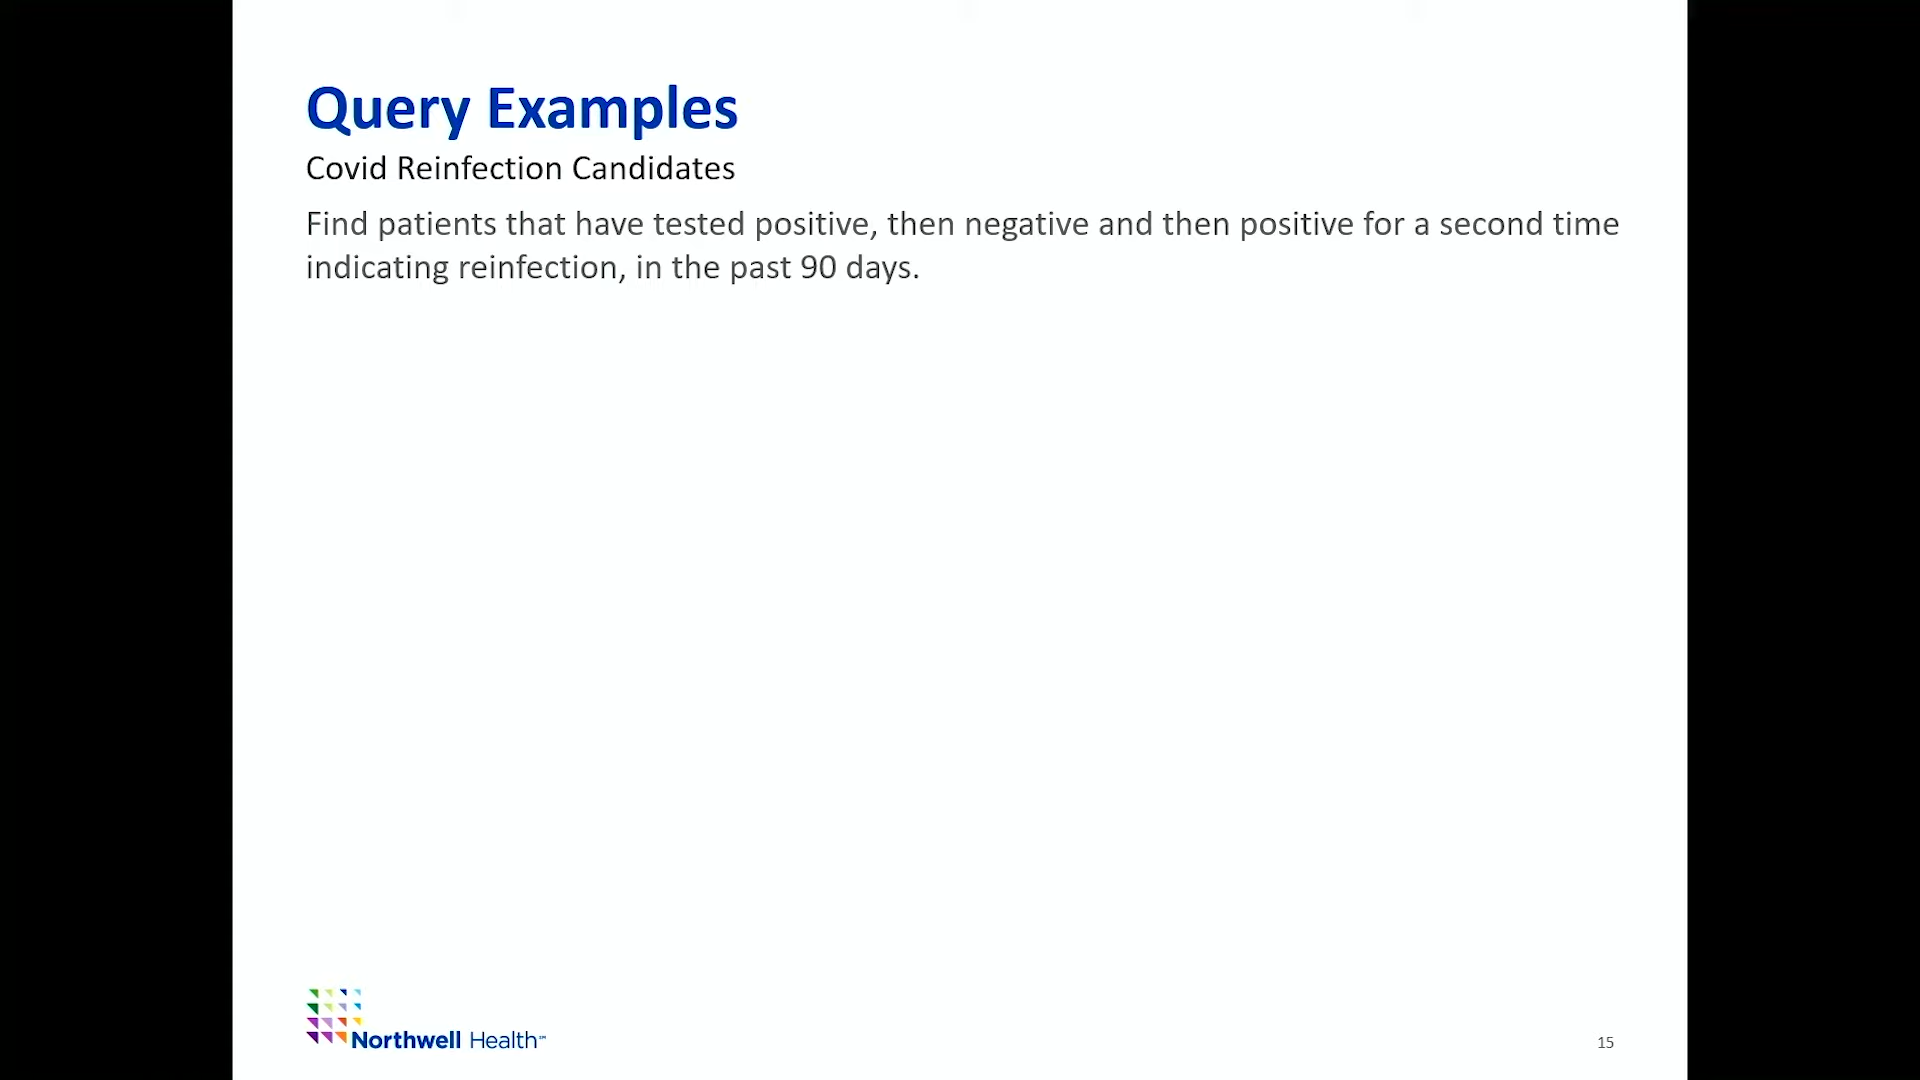 Query Examples
Covid Reinfection Candidates
Find patients that have tested positive, then negative and then positive for a second time
indicating reinfection, in the past 90 days.
Northwell Health℠
15